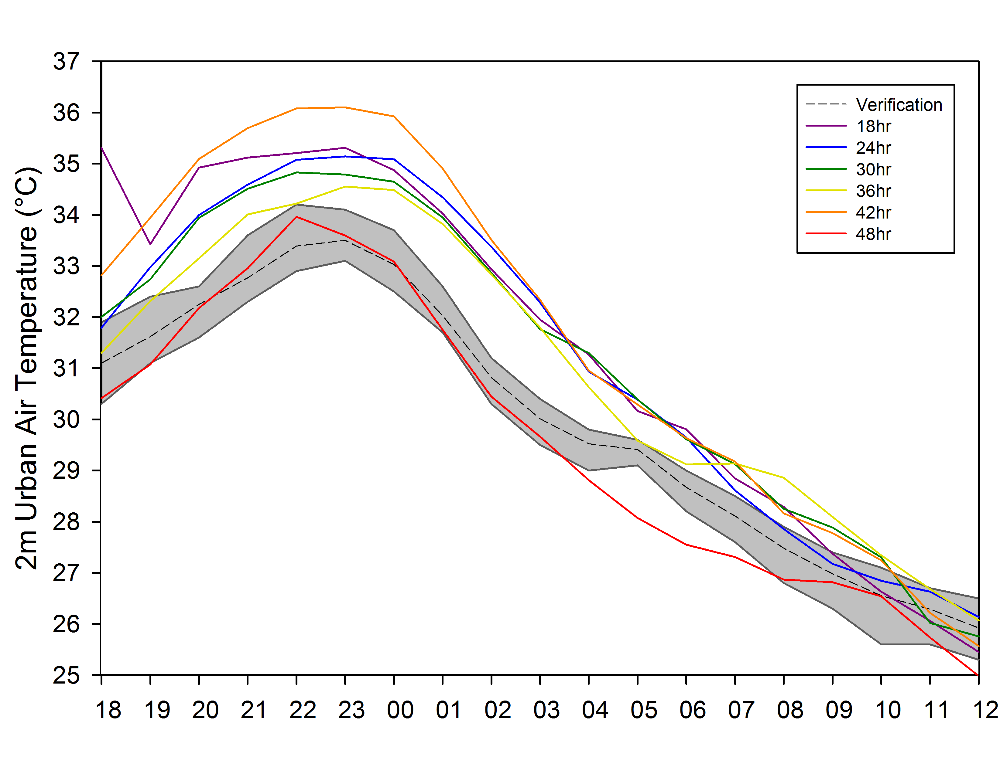 37
36
35
34
33
32
31
30
29
28
27
26
25
2m Urban Air Temperature (°C)
Verification
18hr
24hr
30hr
36hr
42hr
48hr
18 19 20 21 22 23 00 01 02 03 04 05 06 07 08 09 10 11 12